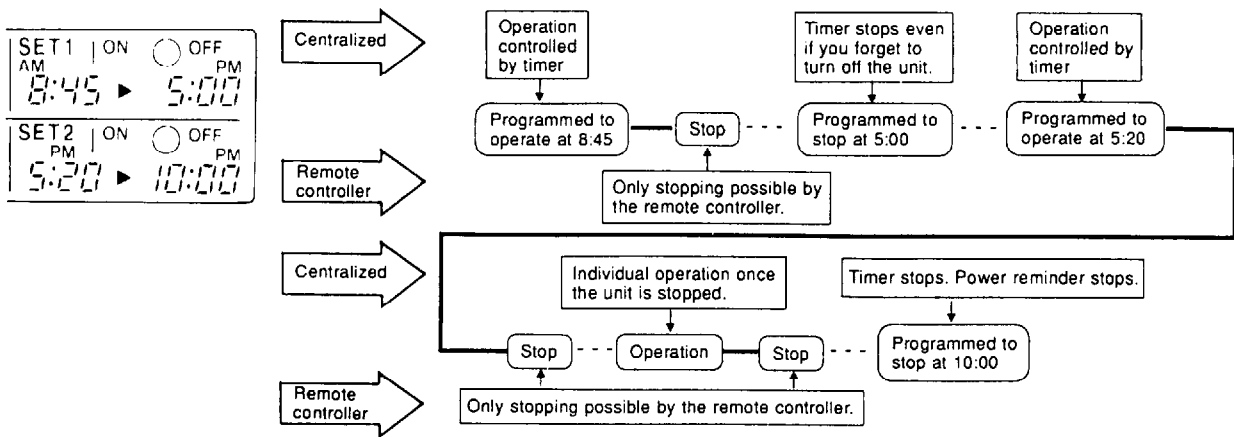 SET1 ON OFF
AM PM
8:45 ▶ 5:00
SET2 ON OFF
PM PM
5:20 ▶ 10:00
Centralized
Operation
controlled
by timer
Timer stops even
if you forget to
turn off the unit.
Operation
controlled by
timer
Programmed to
operate at 8:45
Stop
Programmed to
stop at 5:00
Programmed to
operate at 5:20
Remote
controller
Only stopping possible by
the remote controller.
Centralized
Individual operation once
the unit is stopped.
Timer stops. Power reminder stops.
Stop
Operation
Stop
Programmed to
stop at 10:00
Remote
controller
Only stopping possible by the remote controller.